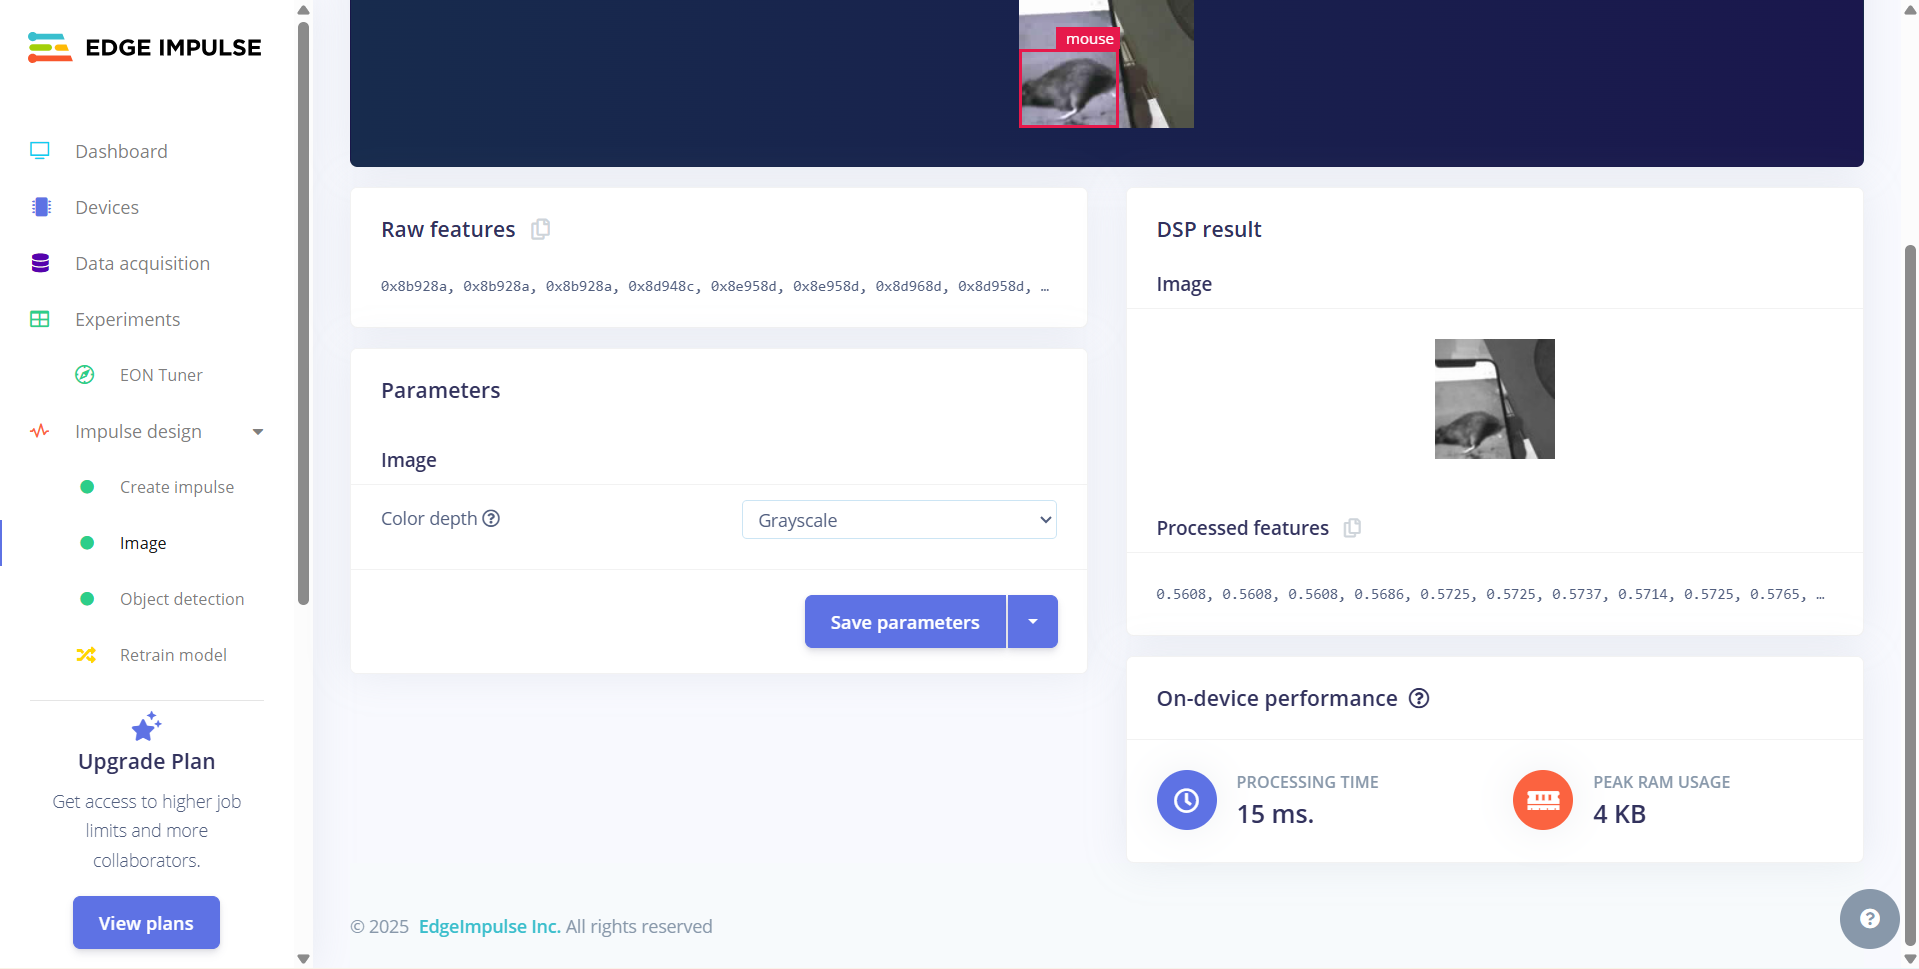 EDGE IMPULSE
Dashboard
Devices
Data acquisition
Experiments
EON Tuner
Impulse design
Create impulse
Image
Object detection
Retrain model
Upgrade Plan
Get access to higher job
limits and more
collaborators.
View plans
mouse
Raw features
0x8b928a, 0x8b928a, 0x8b928a, 0x8d948c, 0x8e958d, 0x8e958d, 0x8d968d, 0x8d958d, …
Parameters
Image
Color depth
Grayscale
Save parameters
DSP result
Image
Processed features
0.5608, 0.5608, 0.5608, 0.5686, 0.5725, 0.5725, 0.5737, 0.5714, 0.5725, 0.5765, …
On-device performance
PROCESSING TIME
15 ms.
PEAK RAM USAGE
4 KB
© 2025 EdgeImpulse Inc. All rights reserved